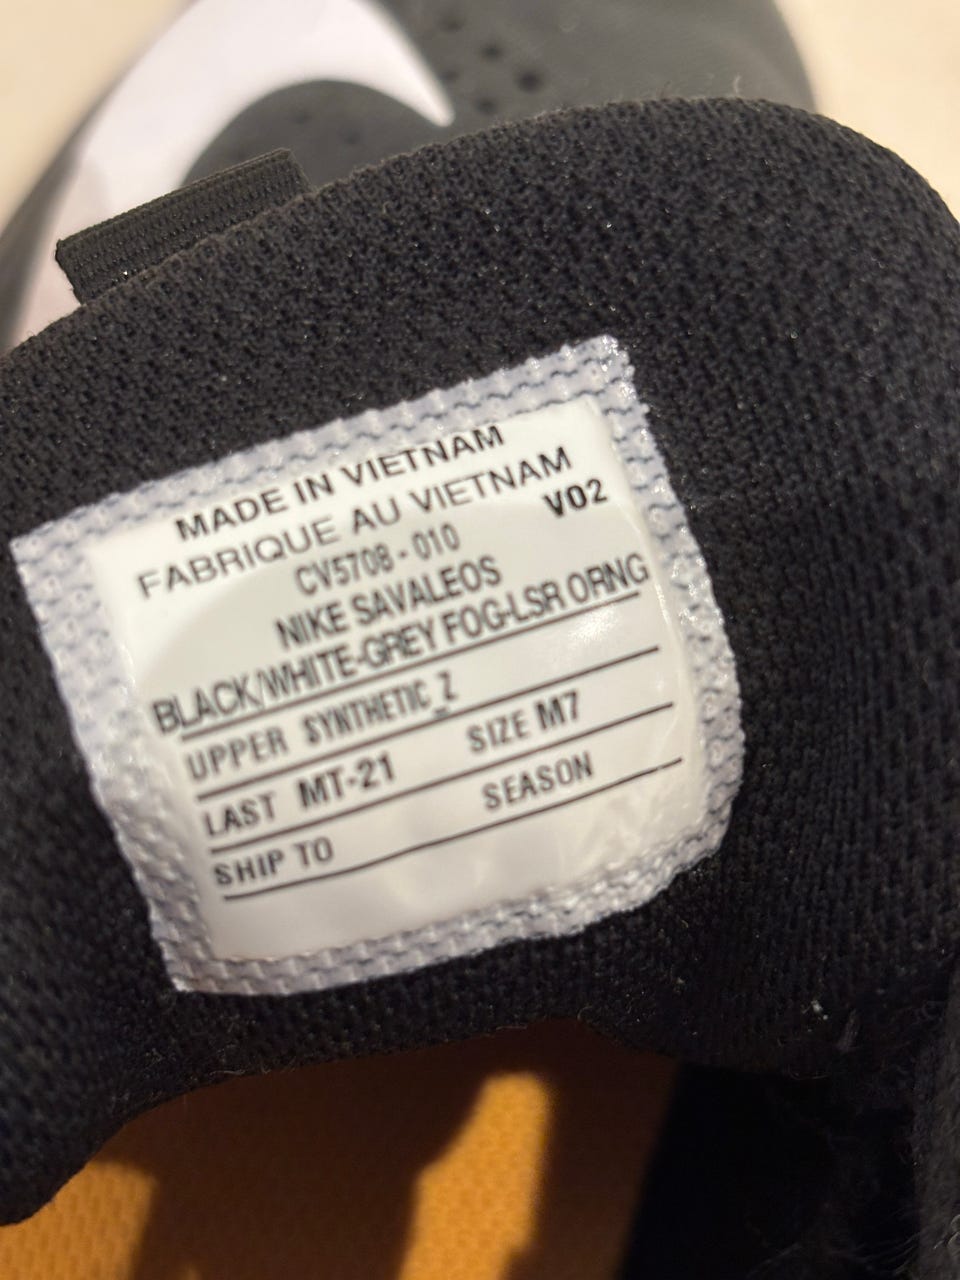 MADE IN VIETNAM
FABRIQUE AU VIETNAM
V02
CV5708 - 010
NIKE SAVALEOS
BLACK/WHITE-GREY FOG-LSR ORNG
UPPER SYNTHETIC_Z
LAST MT-21 SIZE M7
SHIP TO SEASON